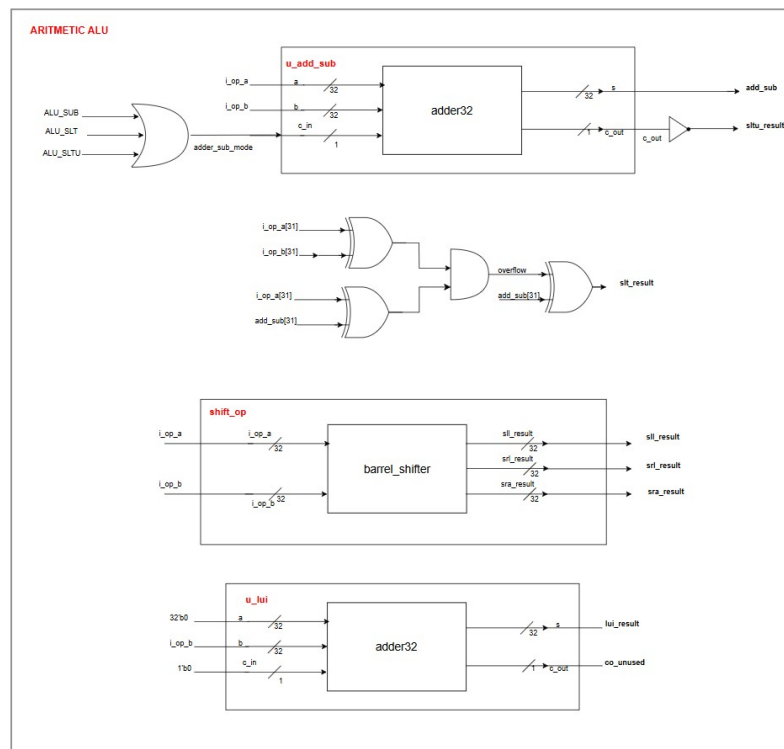 ARITMETIC ALU
u_add_sub
i_op_a
a
32
i_op_b
b
32
c_in
1
adder32
32
s
add_sub
1
c_out
c_out
sltu_result
ALU_SUB
ALU_SLT
ALU_SLTU
adder_sub_mode
i_op_a[31]
i_op_b[31]
i_op_a[31]
add_sub[31]
overflow
add_sub[31]
slt_result
shift_op
i_op_a
i_op_a
32
i_op_b
i_op_b
32
barrel_shifter
sll_result
32
sll_result
srl_result
32
srl_result
sra_result
32
sra_result
u_lui
32'b0
a
32
i_op_b
b
32
1'b0
c_in
1
adder32
32
s
lui_result
1
c_out
co_unused